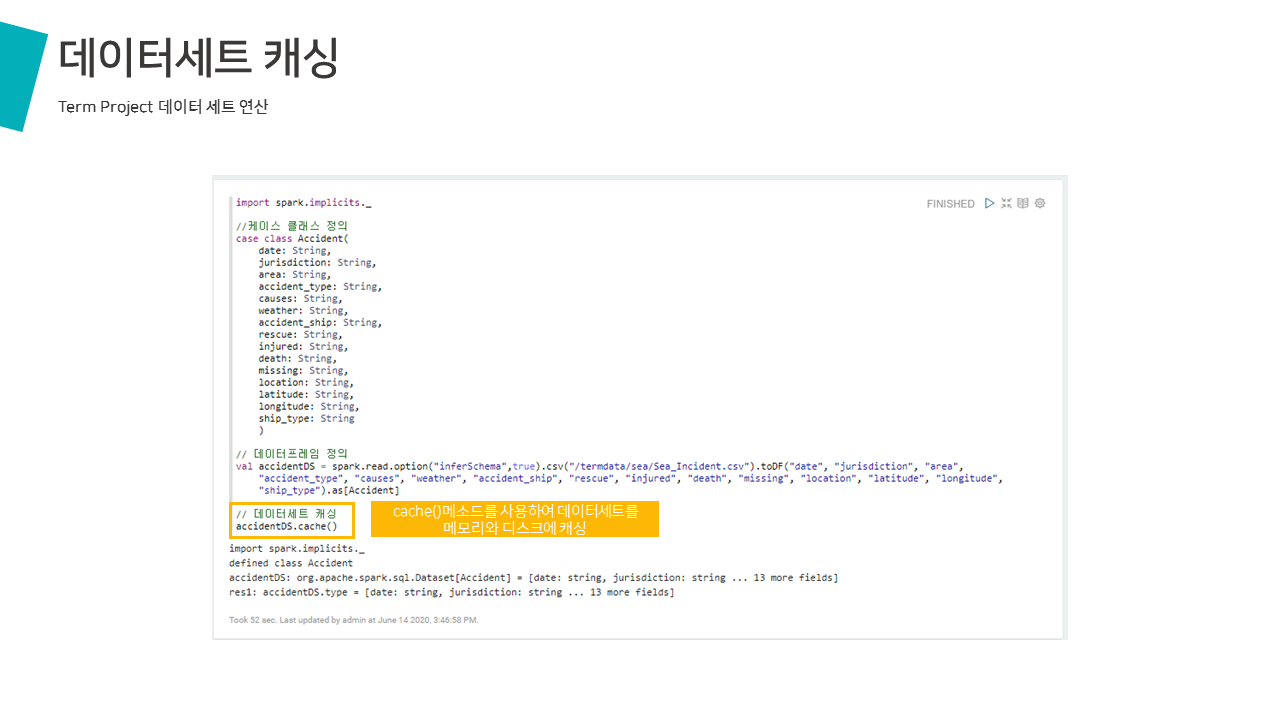 데이터세트 캐싱
Term Project 데이터 세트 연산
import spark.implicits._
FINISHED
//케이스 클래스 정의
case class Accident(
date: String,
jurisdiction: String,
area: String,
accident_type: String,
causes: String,
weather: String,
accident_ship: String,
rescue: String,
injured: String,
death: String,
missing: String,
location: String,
latitude: String,
longitude: String,
ship_type: String
)
// 데이터프레임 정의
val accidentDS = spark.read.option("inferSchema",true).csv("/termdata/sea/Sea_Incident.csv").toDF("date", "jurisdiction", "area",
"accident_type", "causes", "weather", "accident_ship", "rescue", "injured", "death", "missing", "location", "latitude", "longitude",
"ship_type").as[Accident]
// 데이터세트 캐싱
accidentDS.cache()
cache()메소드를 사용하여 데이터세트를
메모리와 디스크에 캐싱
import spark.implicits._
defined class Accident
accidentDS: org.apache.spark.sql.Dataset[Accident] = [date: string, jurisdiction: string ... 13 more fields]
res1: accidentDS.type = [date: string, jurisdiction: string ... 13 more fields]
Took 52 sec. Last updated by admin at June 14 2020, 3:46:58 PM.